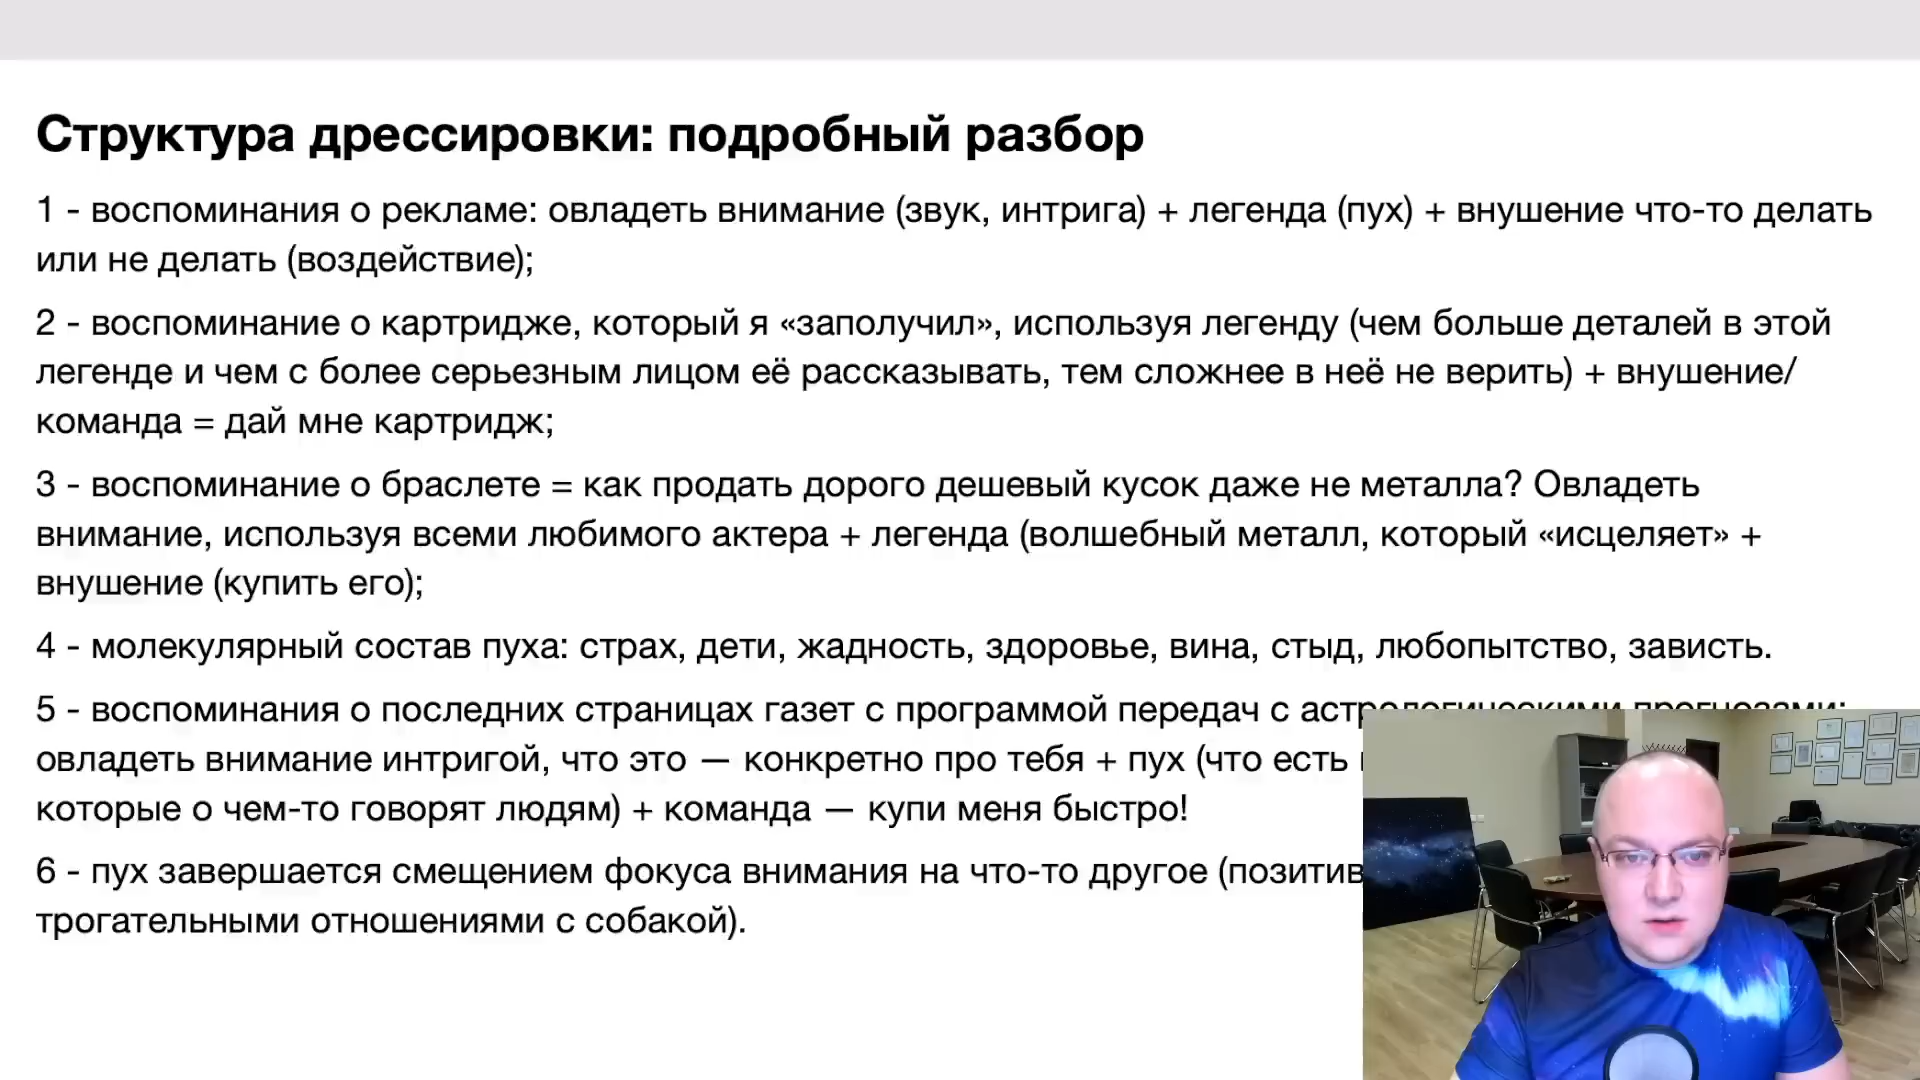 Структура дрессировки: подробный разбор
1 - воспоминания о рекламе: овладеть внимание (звук, интрига) + легенда (пух) + внушение что-то делать
или не делать (воздействие);
2 - воспоминание о картридже, который я «заполучил», используя легенду (чем больше деталей в этой
легенде и чем с более серьезным лицом её рассказывать, тем сложнее в неё не верить) + внушение/
команда = дай мне картридж;
3 - воспоминание о браслете = как продать дорого дешевый кусок даже не металла? Овладеть
внимание, используя всеми любимого актера + легенда (волшебный металл, который «исцеляет» +
внушение (купить его);
4 - молекулярный состав пуха: страх, дети, жадность, здоровье, вина, стыд, любопытство, зависть.
5 - воспоминания о последних страницах газет с программой передач с астрологическими прогнозами:
овладеть внимание интригой, что это — конкретно про тебя + пух (что есть
которые о чем-то говорят людям) + команда — купи меня быстро!
6 - пух завершается смещением фокуса внимания на что-то другое (позитив
трогательными отношениями с собакой).